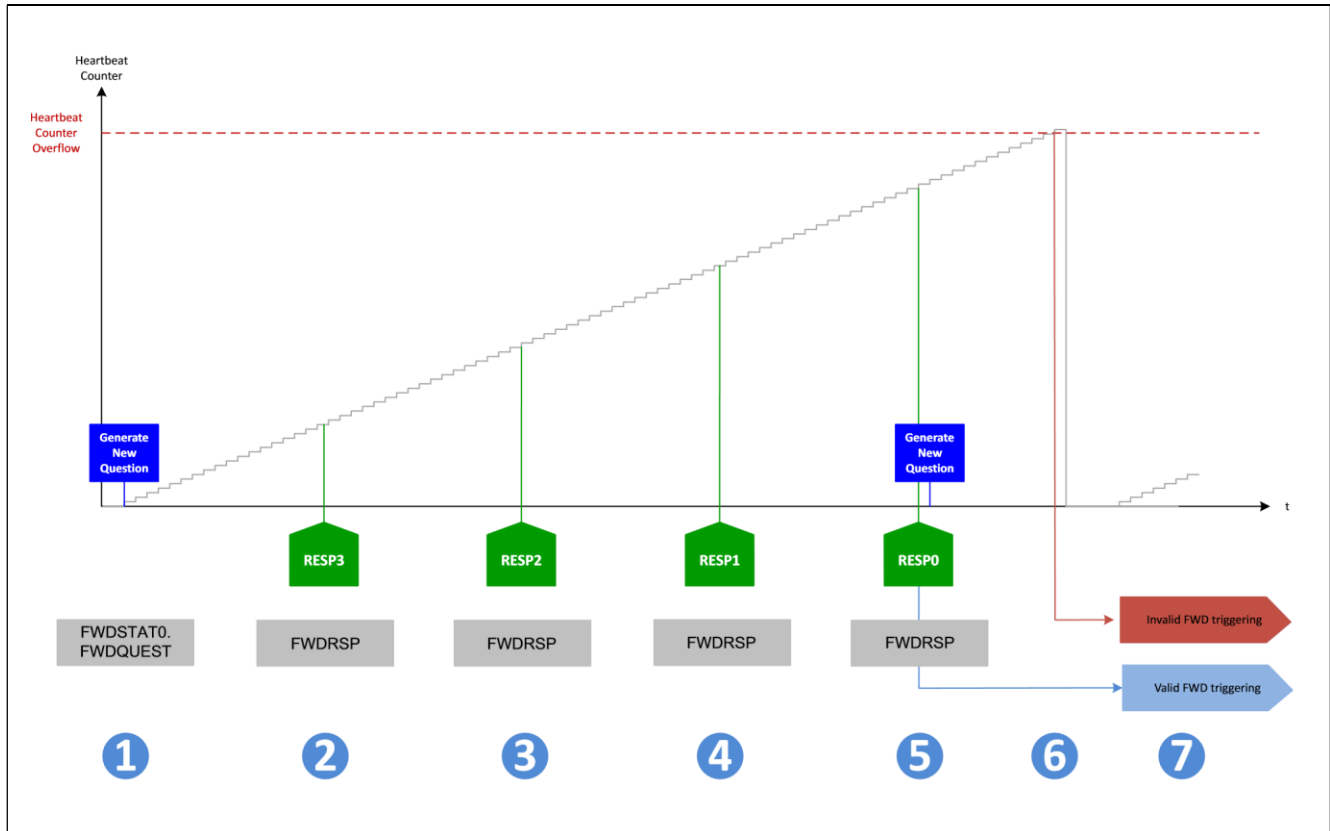 Heartbeat
Counter
Heartbeat
Counter
Overflow
Generate
New
Question
Generate
New
Question
t
RESP3
RESP2
RESP1
RESP0
FWDSTAT0.
FWDQUEST
FWDRSP
FWDRSP
FWDRSP
FWDRSP
Invalid FWD triggering
Valid FWD triggering
1
2
3
4
5
6
7